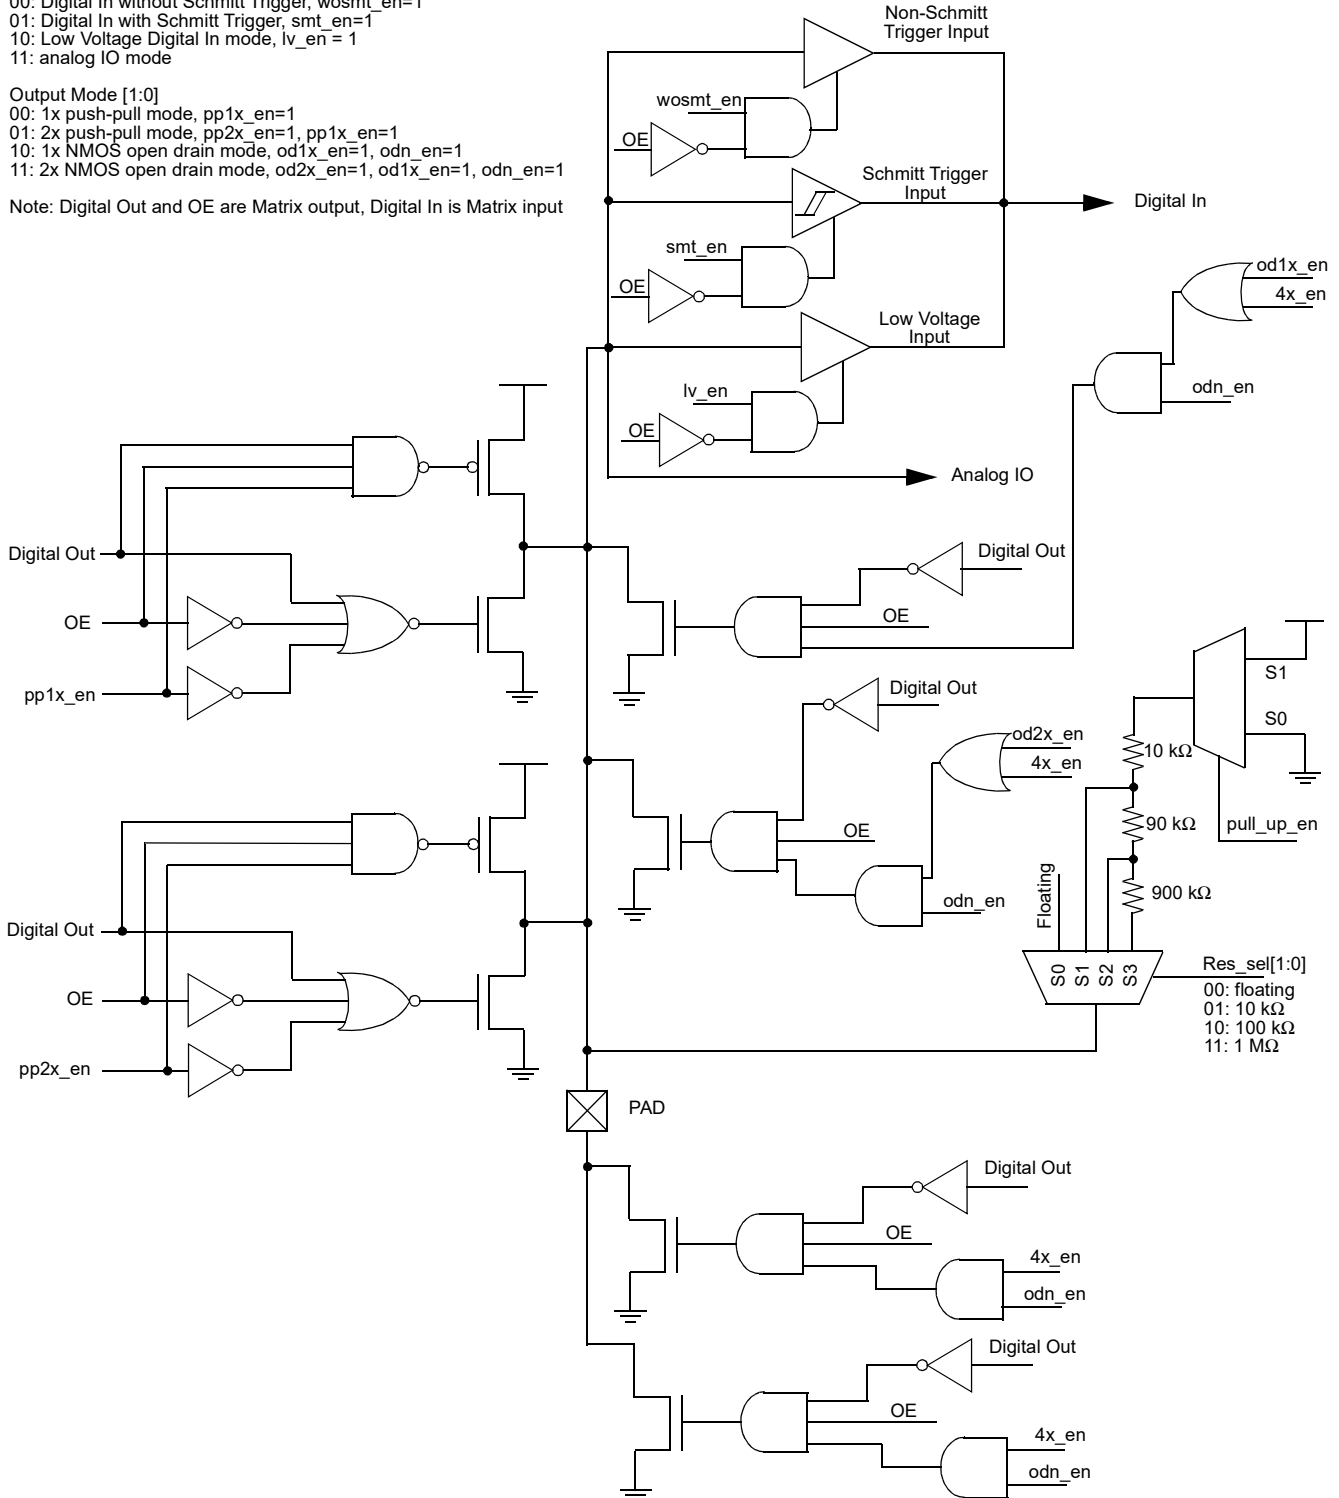 00: Digital In without Schmitt Trigger, wosmt_en=1
01: Digital In with Schmitt Trigger, smt_en=1
10: Low Voltage Digital In mode, lv_en = 1
11: analog IO mode
Output Mode [1:0]
00: 1x push-pull mode, pp1x_en=1
01: 2x push-pull mode, pp2x_en=1, pp1x_en=1
10: 1x NMOS open drain mode, od1x_en=1, odn_en=1
11: 2x NMOS open drain mode, od2x_en=1, od1x_en=1, odn_en=1
Note: Digital Out and OE are Matrix output, Digital In is Matrix input
Non-Schmitt
Trigger Input
wosmt_en
OE
Schmitt Trigger
Input
Digital In
smt_en
OE
od1x_en
4x_en
Low Voltage
Input
lv_en
OE
odn_en
Analog IO
Digital Out
OE
pp1x_en
Digital Out
OE
S1
S0
Digital Out
od2x_en
4x_en
OE
odn_en
10 kΩ
90 kΩ
pull_up_en
900 kΩ
Floating
S0
S1
S2
S3
Res_sel[1:0]
00: floating
01: 10 kΩ
10: 100 kΩ
11: 1 MΩ
Digital Out
OE
pp2x_en
PAD
Digital Out
OE
4x_en
odn_en
Digital Out
OE
4x_en
odn_en